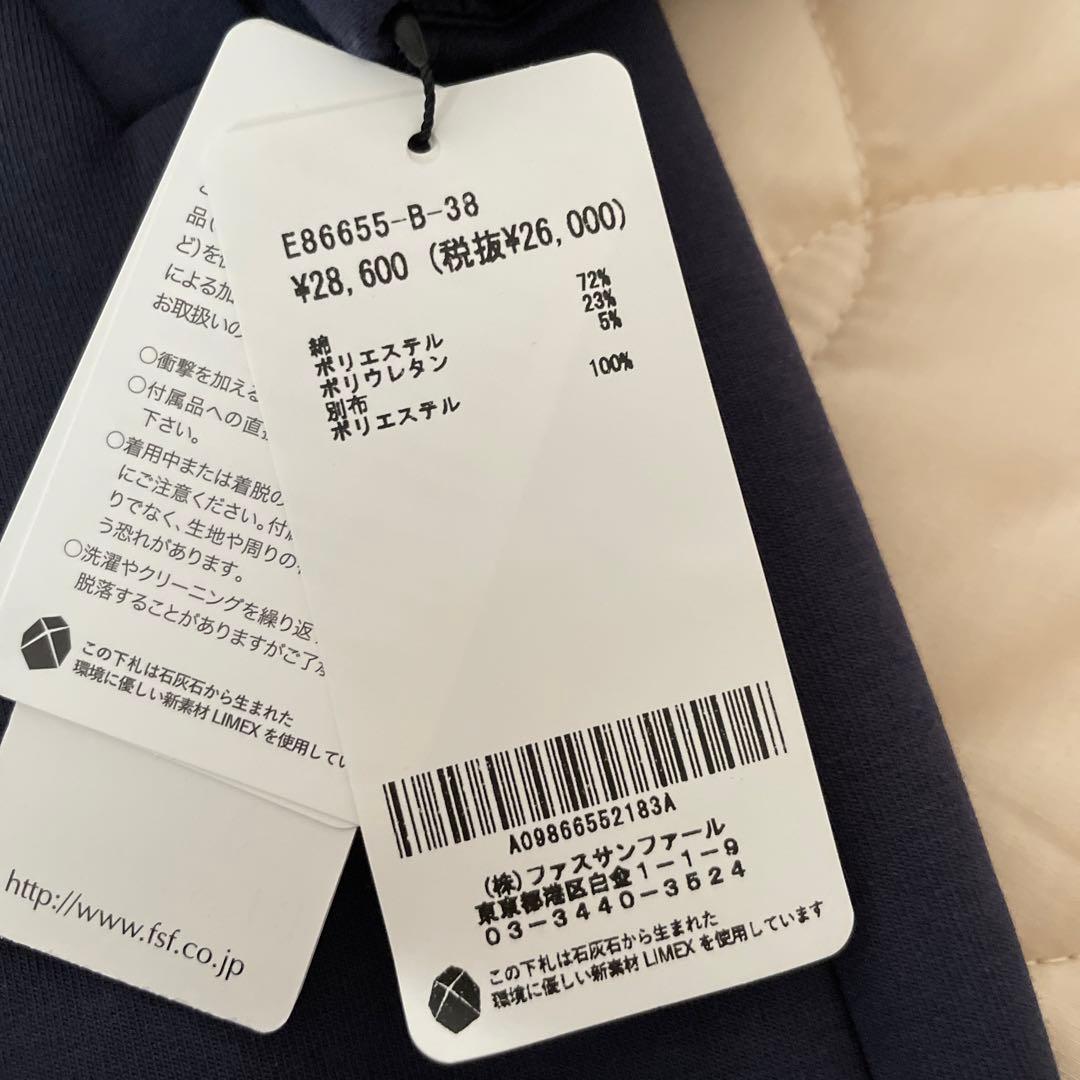 E86655-B-38
¥28,600 (税抜¥26,000)
綿 72%
ポリエステル 23%
ポリウレタン 5%
別布
ポリエステル 100%
A09866552183A
(株)ファスサンファール
東京都港区白金1-1-9
03-3440-3524
この下札は石灰石から生まれた
環境に優しい新素材 LIMEX を使用しています
品(
ど)を
による加
お取扱いの
○衝撃を加える
○付属品への直
下さい。
○着用中または着脱の
にご注意ください。付
りでなく、生地や周りの
う恐れがあります。
○洗濯やクリーニングを繰り返
脱落することがありますがご了
この下札は石灰石から生まれた
環境に優しい新素材 LIMEX を使用してい
http://www.fsf.co.jp